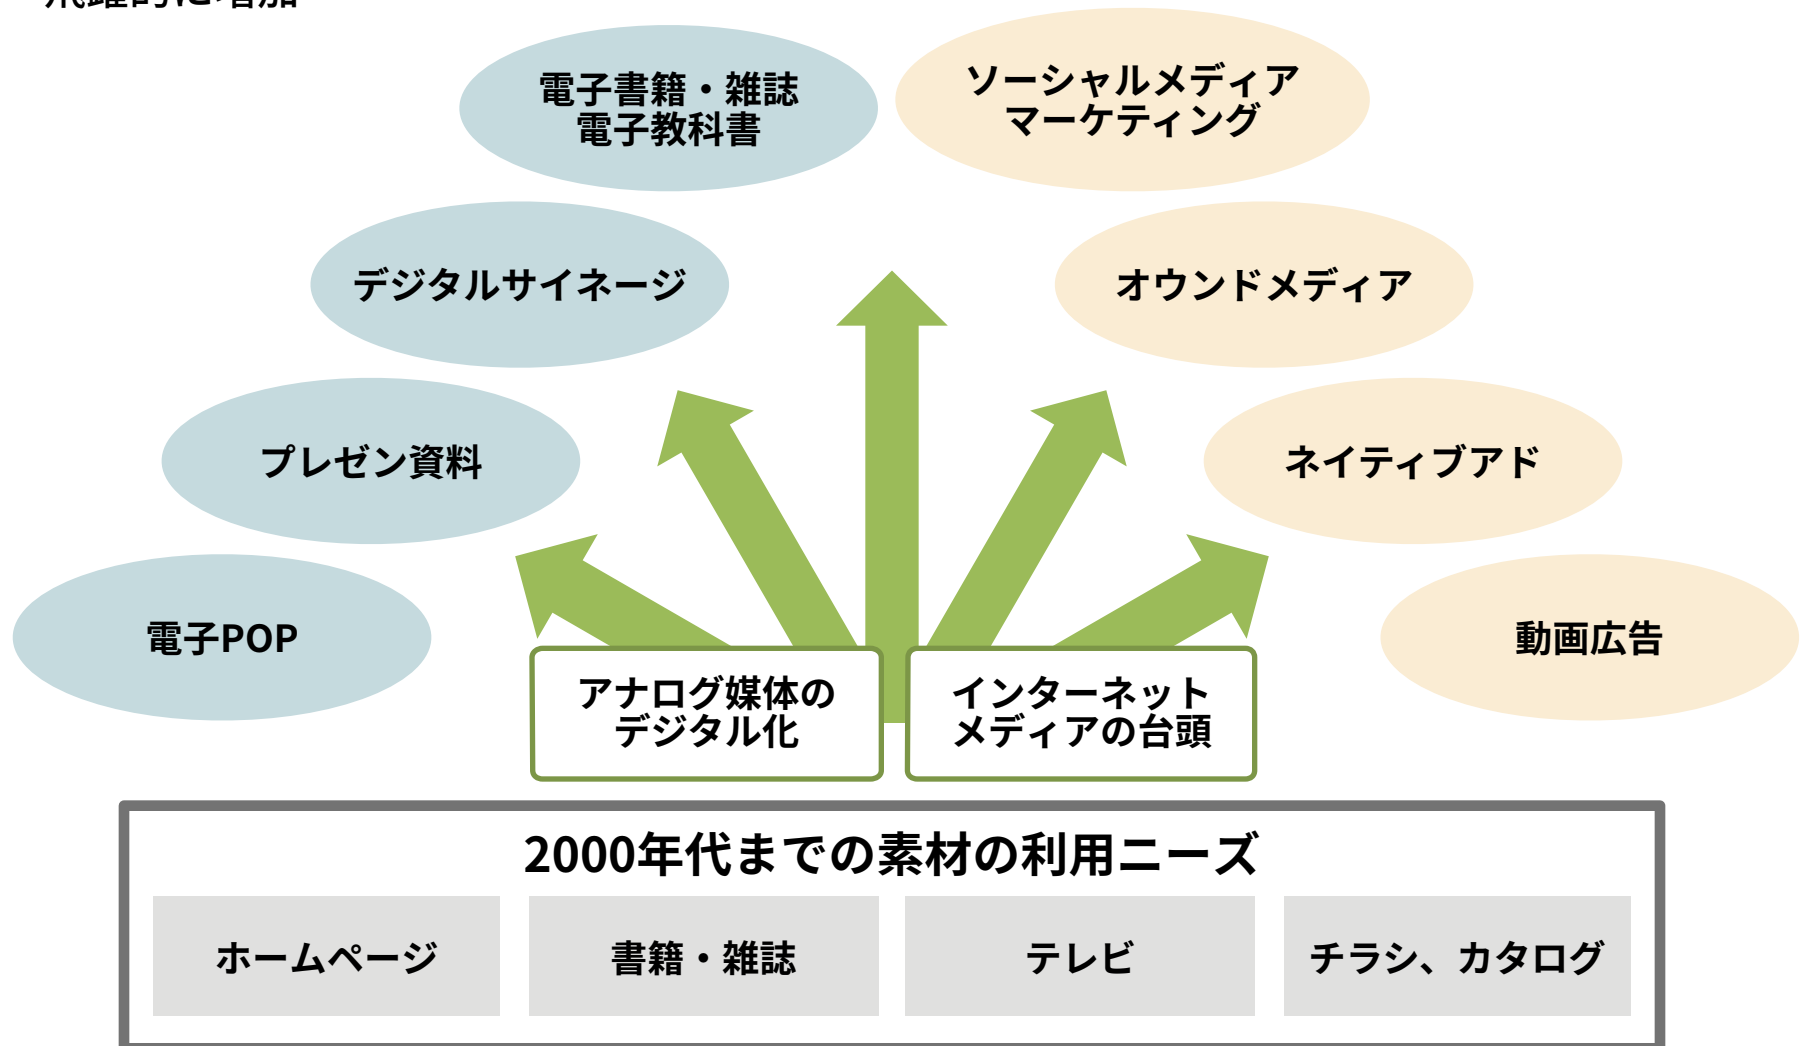 電子書籍・雑誌
電子教科書
ソーシャルメディア
マーケティング
デジタルサイネージ
オウンドメディア
プレゼン資料
ネイティブアド
電子POP
動画広告
アナログ媒体の
デジタル化
インターネット
メディアの台頭
2000年代までの素材の利用ニーズ
ホームページ
書籍・雑誌
テレビ
チラシ、カタログ